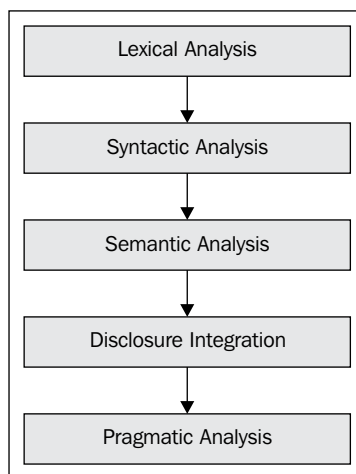 Lexical Analysis
Syntactic Analysis
Semantic Analysis
Disclosure Integration
Pragmatic Analysis